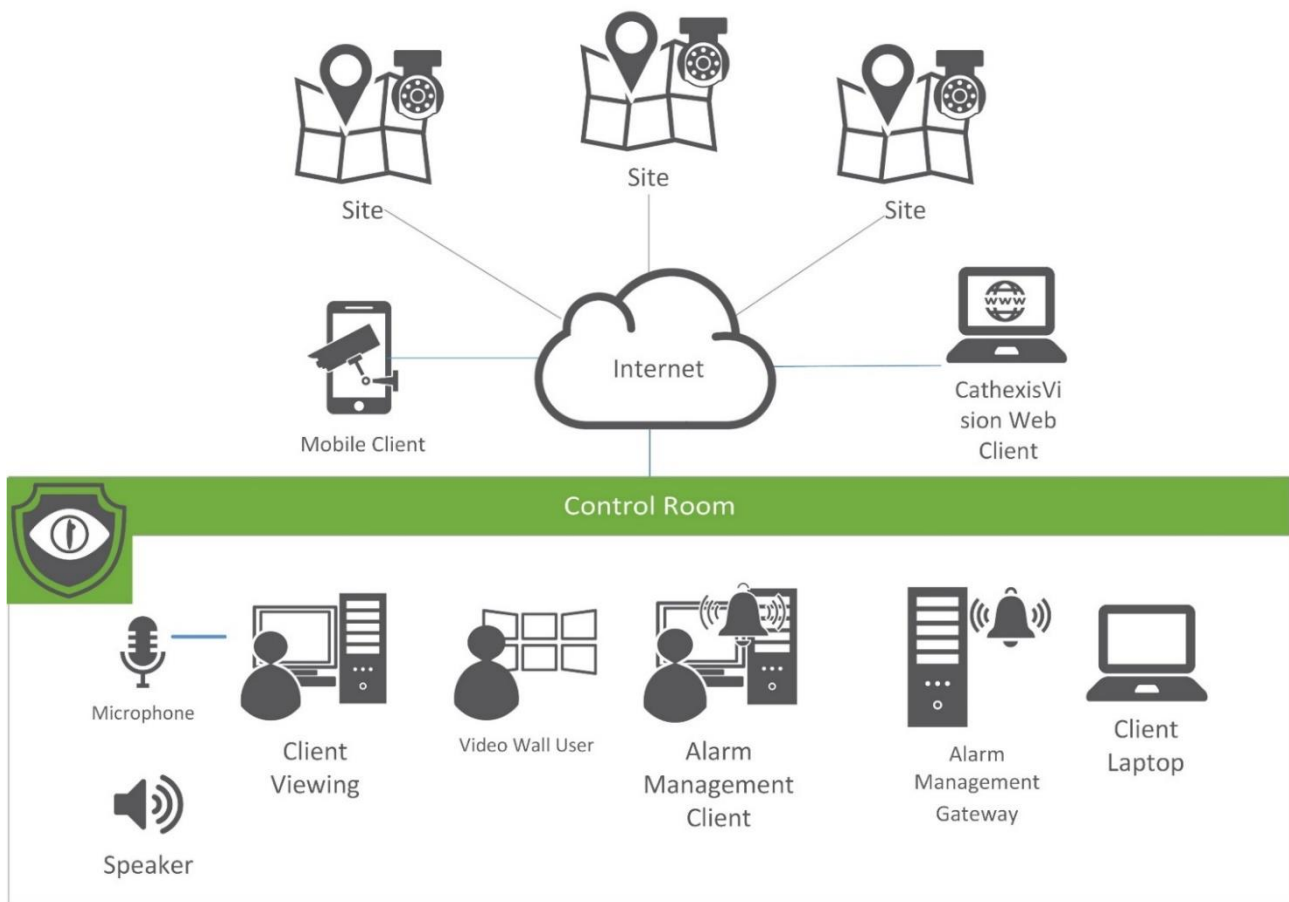 Site
Site
Site
Internet
www
Mobile Client
CathexisVi
sion Web
Client
Control Room
Microphone
Speaker
Client
Viewing
Video Wall User
Alarm
Management
Client
Alarm
Management
Gateway
Client
Laptop